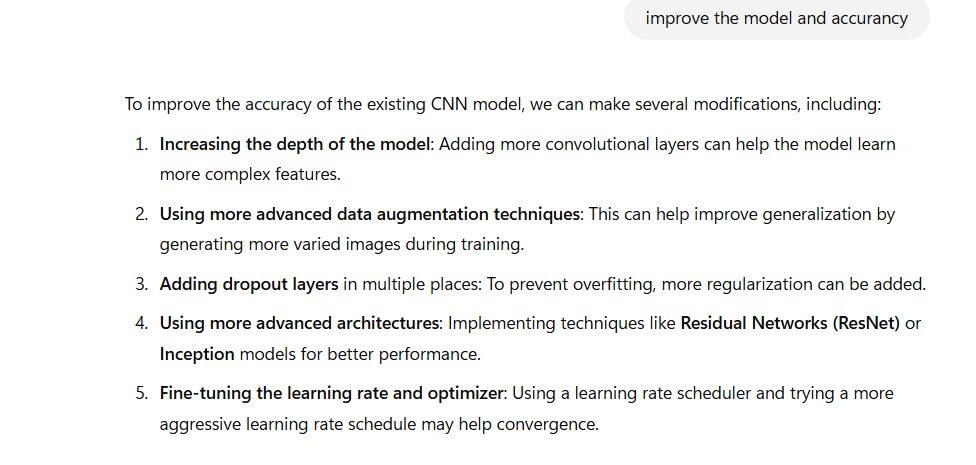 improve the model and accurancy
To improve the accuracy of the existing CNN model, we can make several modifications, including:
1. Increasing the depth of the model: Adding more convolutional layers can help the model learn
more complex features.
2. Using more advanced data augmentation techniques: This can help improve generalization by
generating more varied images during training.
3. Adding dropout layers in multiple places: To prevent overfitting, more regularization can be added.
4. Using more advanced architectures: Implementing techniques like Residual Networks (ResNet) or
Inception models for better performance.
5. Fine-tuning the learning rate and optimizer: Using a learning rate scheduler and trying a more
aggressive learning rate schedule may help convergence.